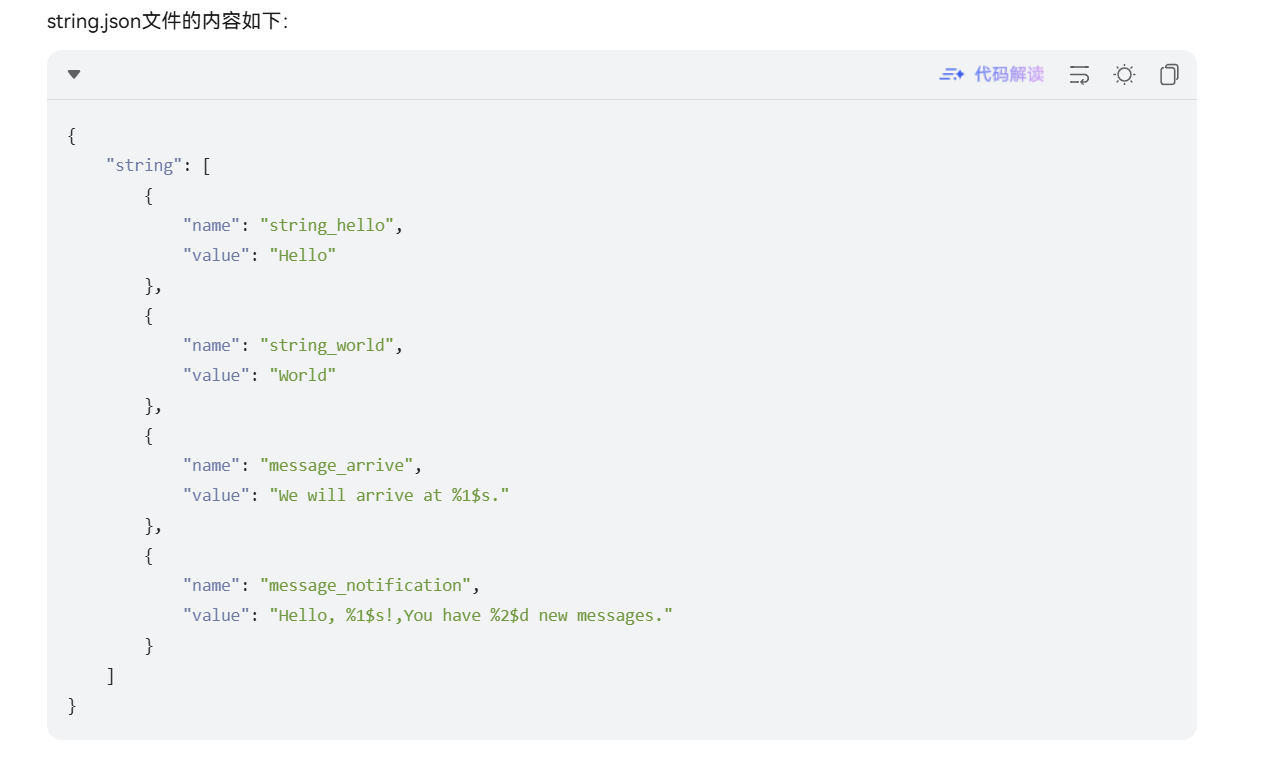 string.json文件的内容如下：
代码解读
{
    "string": [
        {
            "name": "string_hello",
            "value": "Hello"
        },
        {
            "name": "string_world",
            "value": "World"
        },
        {
            "name": "message_arrive",
            "value": "We will arrive at %1$s."
        },
        {
            "name": "message_notification",
            "value": "Hello, %1$s!,You have %2$d new messages."
        }
    ]
}